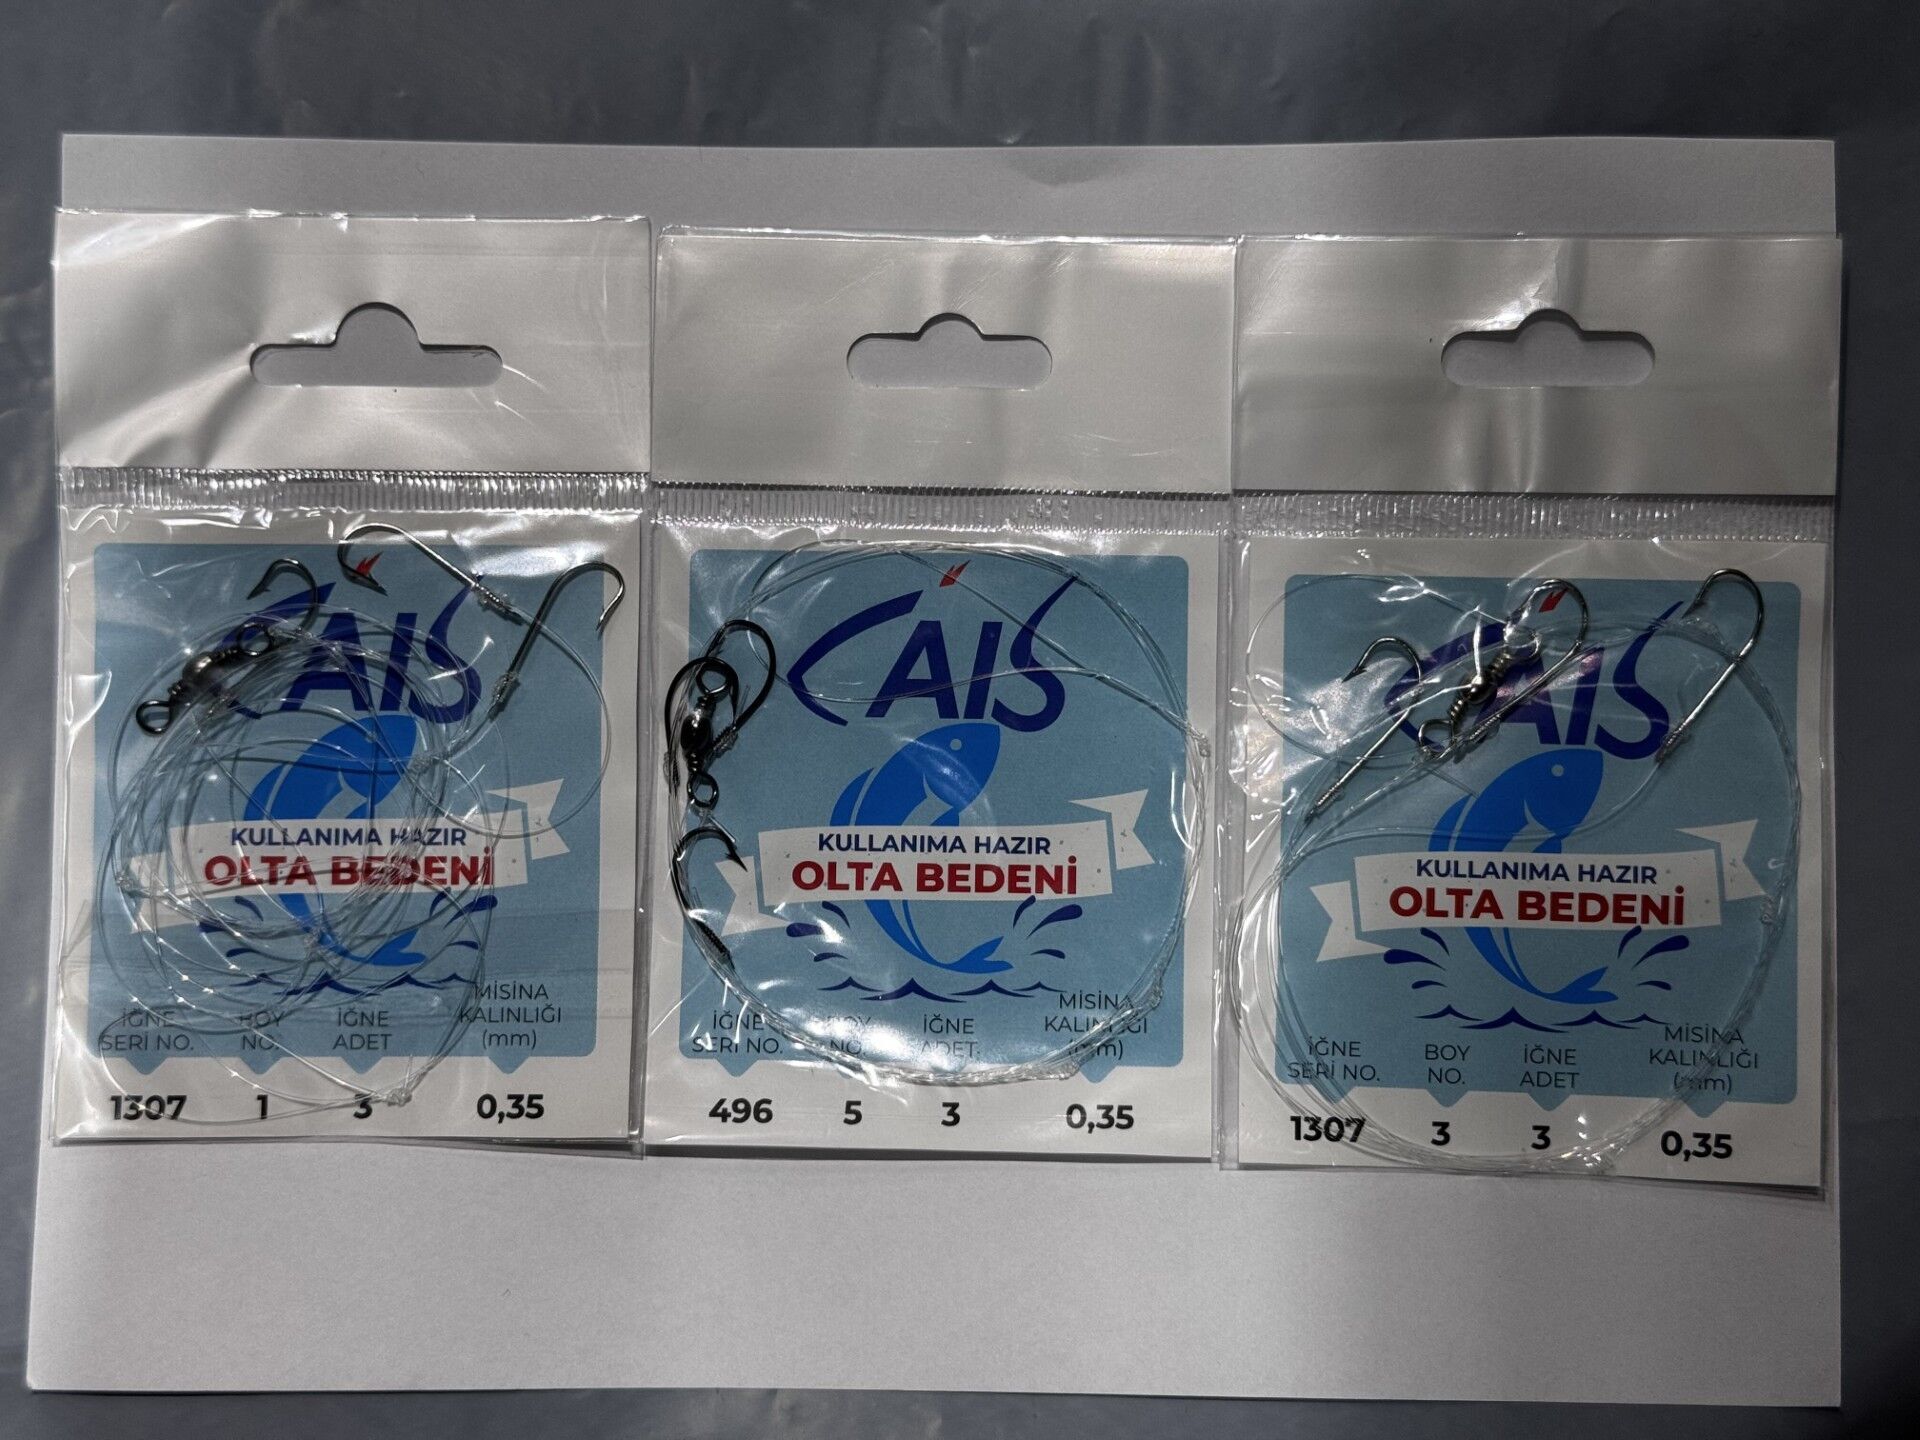 CAIS
KULLANIMA HAZIR
OLTA BEDENİ
İĞNE
SERİ NO.
BOY
NO.
İĞNE
ADET
MİSİNA
KALINLIĞI
(mm)
1307 1 3 0,35
CAIS
KULLANIMA HAZIR
OLTA BEDENİ
İĞNE
SERİ NO.
BOY
NO.
İĞNE
ADET
MİSİNA
KALINLIĞI
(mm)
496 5 3 0,35
CAIS
KULLANIMA HAZIR
OLTA BEDENİ
İĞNE
SERİ NO.
BOY
NO.
İĞNE
ADET
MİSİNA
KALINLIĞI
(mm)
1307 3 3 0,35